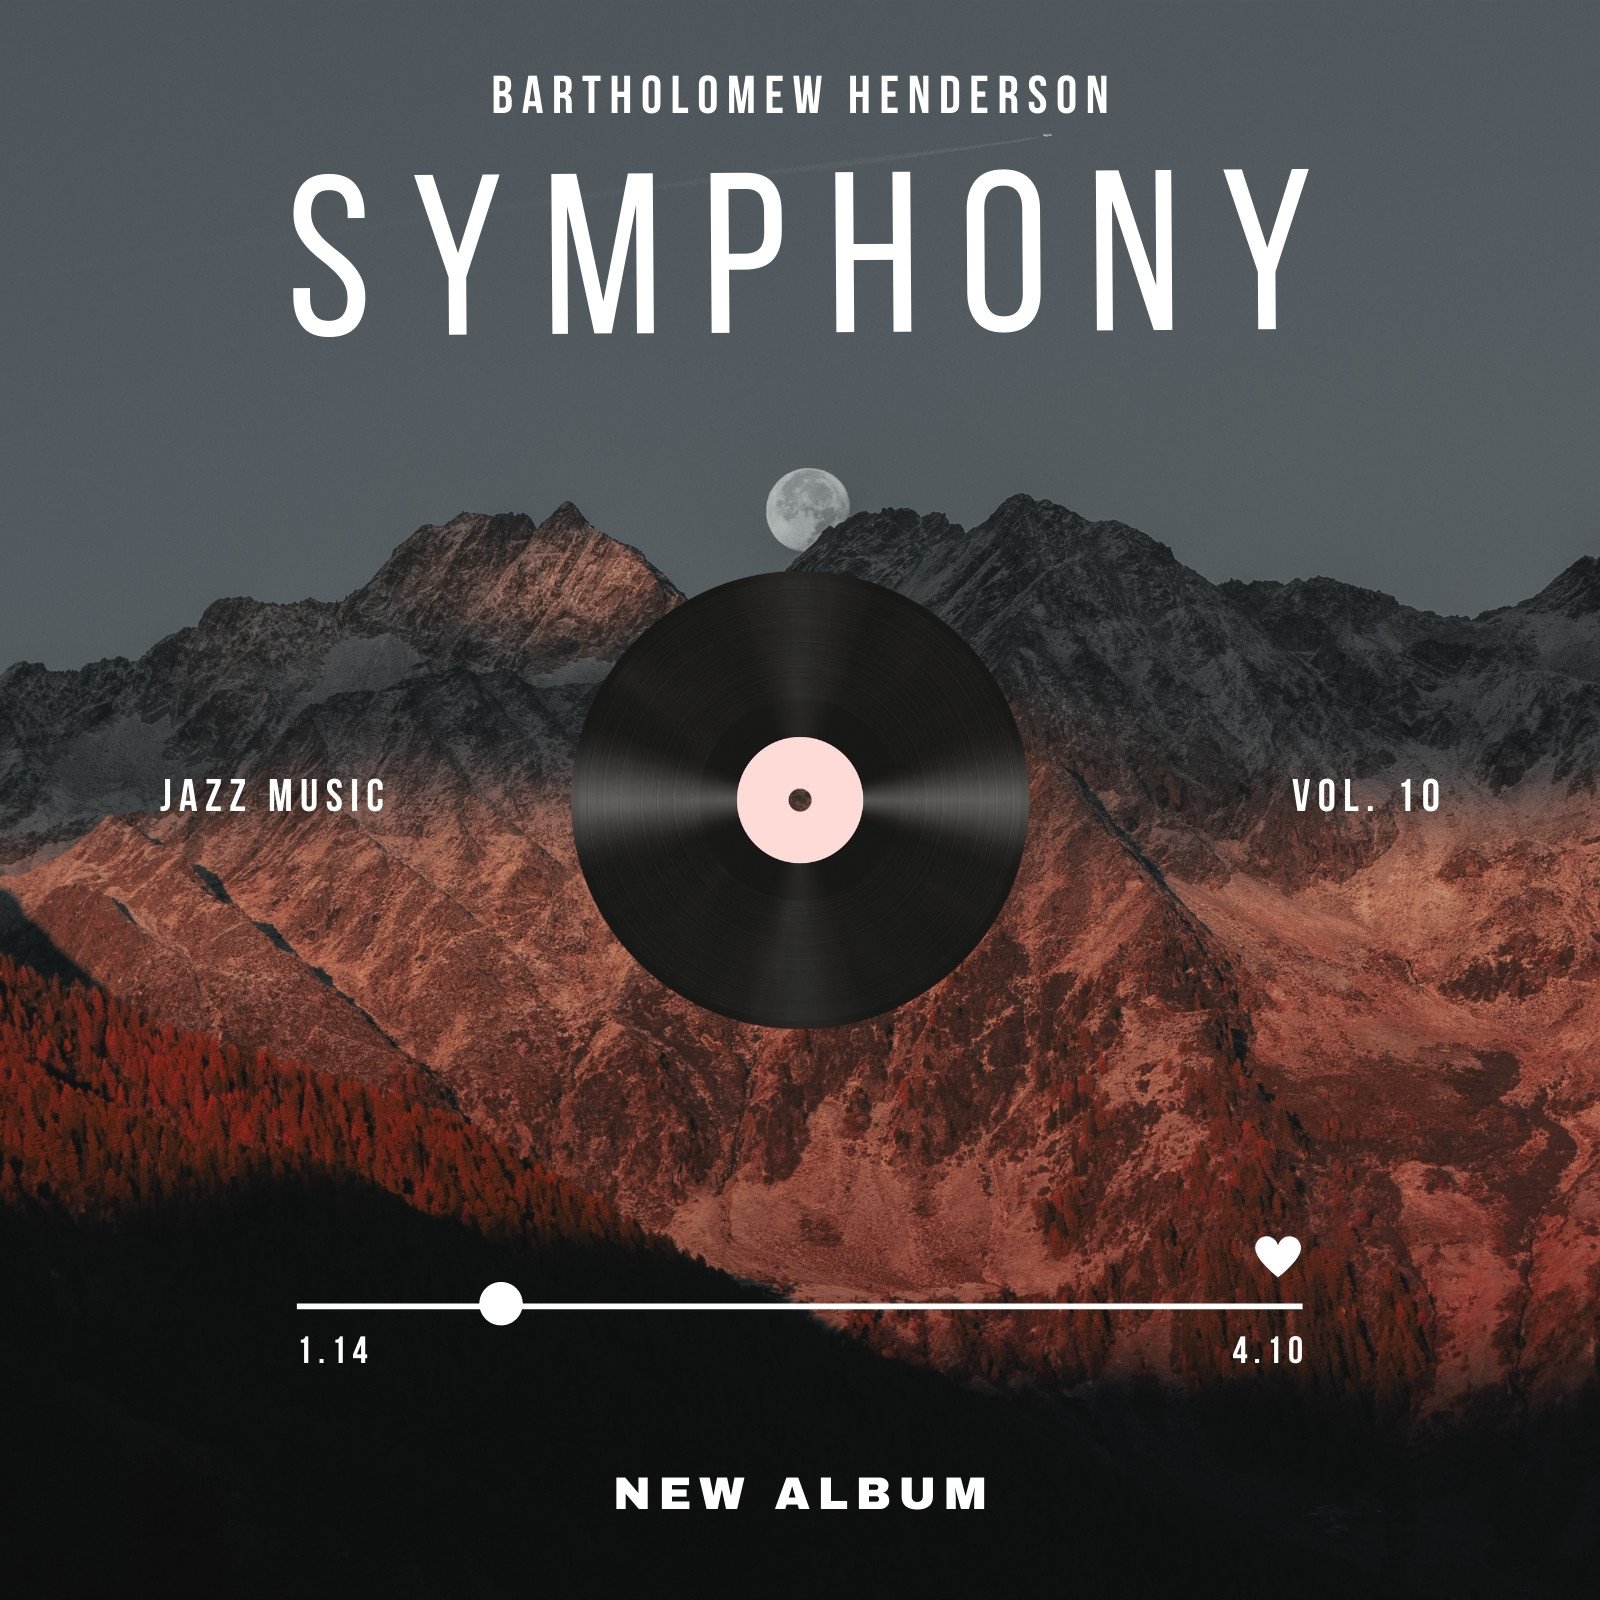 BARTHOLOMEW HENDERSON
SYMPHONY
JAZZ MUSIC
VOL. 10
1.14
4.10
NEW ALBUM